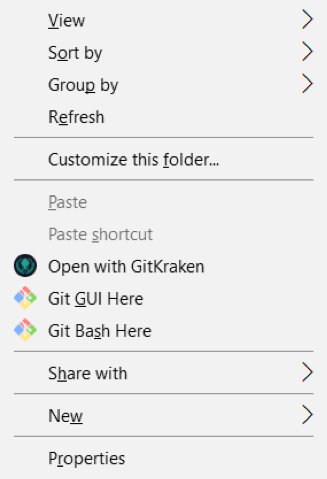 View
Sort by
Group by
Refresh
Customize this folder...
Paste
Paste shortcut
Open with GitKraken
Git GUI Here
Git Bash Here
Share with
New
Properties